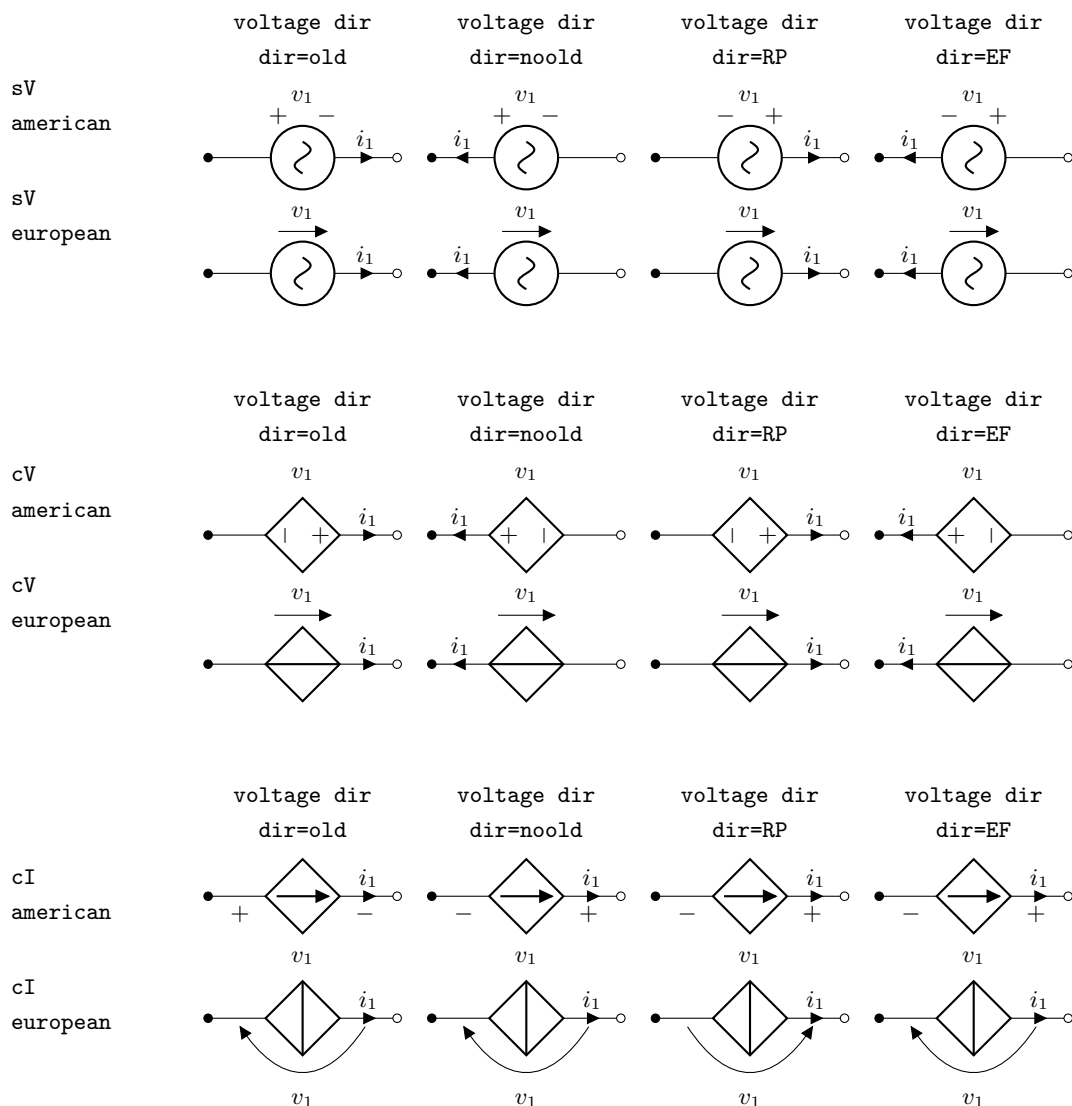 voltage dir voltage dir voltage dir voltage dir
dir=old dir=noold dir=RP dir=EF
sV
american
v₁ v₁ v₁ v₁
+ − + − − + − +
i₁ i₁ i₁ i₁
sV
european
v₁ v₁ v₁ v₁
i₁ i₁ i₁ i₁
voltage dir voltage dir voltage dir voltage dir
dir=old dir=noold dir=RP dir=EF
cV
american
v₁ v₁ v₁ v₁
i₁ i₁ i₁ i₁
− + + − − + + −
cV
european
v₁ v₁ v₁ v₁
i₁ i₁ i₁ i₁
voltage dir voltage dir voltage dir voltage dir
dir=old dir=noold dir=RP dir=EF
cI
american
i₁ i₁ i₁ i₁
+ − − + − + − +
v₁ v₁ v₁ v₁
cI
european
i₁ i₁ i₁ i₁
v₁ v₁ v₁ v₁